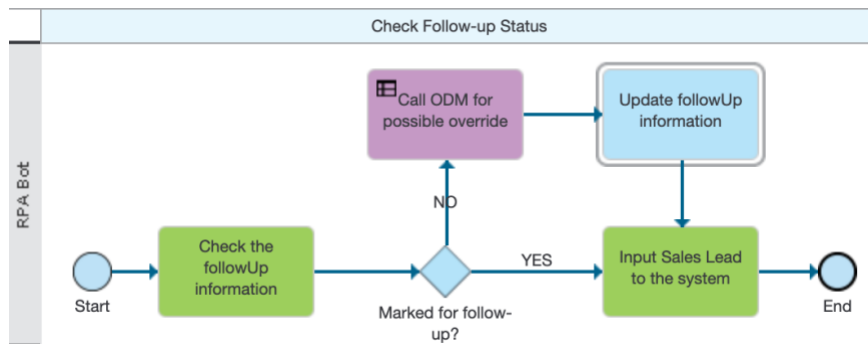 Check Follow-up Status
RPA Bot
Call ODM for
possible override
Update followUp
information
NO
Check the
followUp
information
YES
Input Sales Lead
to the system
Start
Marked for follow-
up?
End